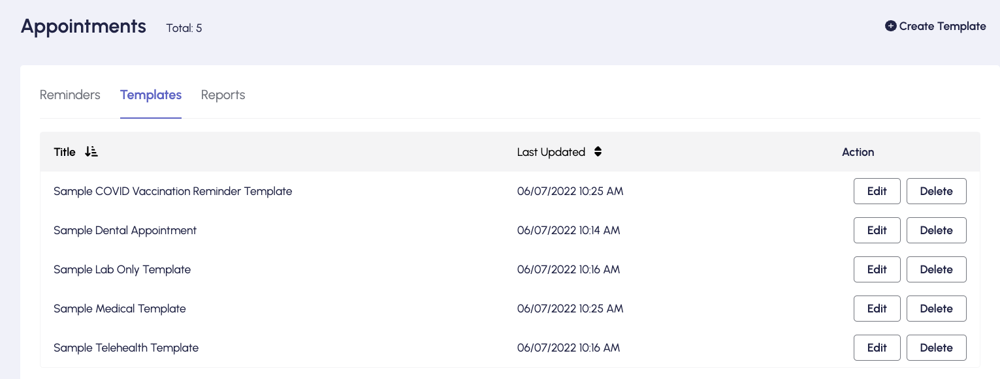 Appointments Total: 5
Create Template
Reminders Templates Reports
Title Last Updated Action
Sample COVID Vaccination Reminder Template 06/07/2022 10:25 AM Edit Delete
Sample Dental Appointment 06/07/2022 10:14 AM Edit Delete
Sample Lab Only Template 06/07/2022 10:16 AM Edit Delete
Sample Medical Template 06/07/2022 10:25 AM Edit Delete
Sample Telehealth Template 06/07/2022 10:16 AM Edit Delete